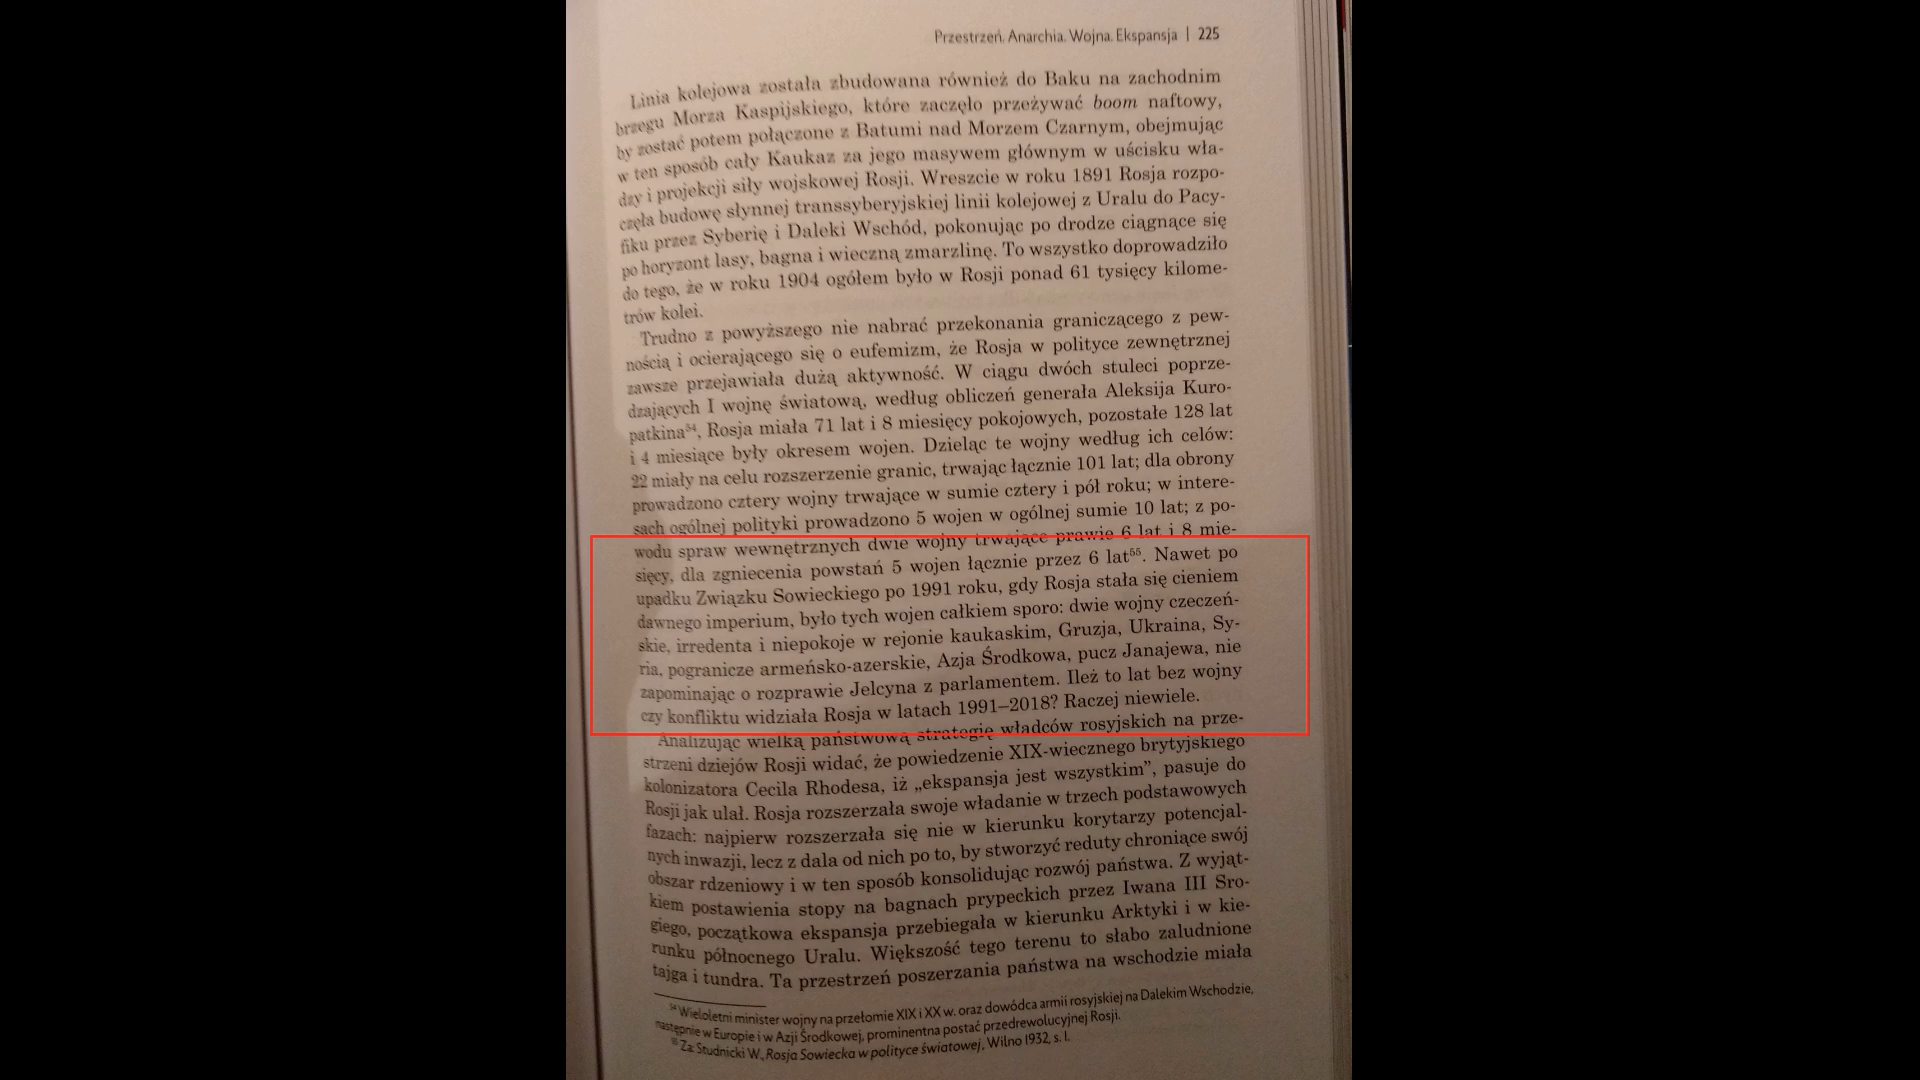 Przestrzeń. Anarchia. Wojna. Ekspansja | 225
Linia kolejowa została zbudowana również do Baku na zachodnim
brzegu Morza Kaspijskiego, które zaczęło przeżywać boom naftowy,
by zostać potem połączone z Batumi nad Morzem Czarnym, obejmując
w ten sposób cały Kaukaz za jego masywem głównym w uścisku wła-
dzy i projekcji siły wojskowej Rosji. Wreszcie w roku 1891 Rosja rozpo-
częła budowę słynnej transsyberyjskiej linii kolejowej z Uralu do Pacy-
fiku przez Syberię i Daleki Wschód, pokonując po drodze ciągnące się
po horyzont lasy, bagna i wieczną zmarzlinę. To wszystko doprowadziło
do tego, że w roku 1904 ogółem było w Rosji ponad 61 tysięcy kilome-
trów kolei.
Trudno z powyższego nie nabrać przekonania graniczącego z pew-
nością i ocierającego się o eufemizm, że Rosja w polityce zewnętrznej
zawsze przejawiała dużą aktywność. W ciągu dwóch stuleci poprze-
dzających I wojnę światową, według obliczeń generała Aleksija Kuro-
patkina⁵⁴, Rosja miała 71 lat i 8 miesięcy pokojowych, pozostałe 128 lat
i 4 miesiące były okresem wojen. Dzieląc te wojny według ich celów:
22 miały na celu rozszerzenie granic, trwając łącznie 101 lat; dla obrony
prowadzono cztery wojny trwające w sumie cztery i pół roku; w intere-
sach ogólnej polityki prowadzono 5 wojen w ogólnej sumie 10 lat; z po-
wodu spraw wewnętrznych dwie wojny trwające prawie 6 lat i 8 mie-
sięcy, dla zgniecenia powstań 5 wojen łącznie przez 6 lat⁵⁵. Nawet po
upadku Związku Sowieckiego po 1991 roku, gdy Rosja stała się cieniem
dawnego imperium, było tych wojen całkiem sporo: dwie wojny czeczeń-
skie, irredenta i niepokoje w rejonie kaukaskim, Gruzja, Ukraina, Sy-
ria, pogranicze armeńsko-azerskie, Azja Środkowa, pucz Janajewa, nie
zapominając o rozprawie Jelcyna z parlamentem. Ileż to lat bez wojny
czy konfliktu widziała Rosja w latach 1991–2018? Raczej niewiele.
Analizując wielką państwową strategię władców rosyjskich na prze-
strzeni dziejów Rosji widać, że powiedzenie XIX-wiecznego brytyjskiego
kolonizatora Cecila Rhodesa, iż „ekspansja jest wszystkim”, pasuje do
Rosji jak ulał. Rosja rozszerzała swoje władanie w trzech podstawowych
fazach: najpierw rozszerzała się nie w kierunku korytarzy potencjal-
nych inwazji, lecz z dala od nich po to, by stworzyć reduty chroniące swój
obszar rdzeniowy i w ten sposób konsolidując rozwój państwa. Z wyjąt-
kiem postawienia stopy na bagnach prypeckich przez Iwana III Sro-
giego, początkowa ekspansja przebiegała w kierunku Arktyki i w kie-
runku północnego Uralu. Większość tego terenu to słabo zaludnione
tajga i tundra. Ta przestrzeń poszerzania państwa na wschodzie miała
⁵⁴ Wieloletni minister wojny na przełomie XIX i XX w. oraz dowódca armii rosyjskiej na Dalekim Wschodzie,
następnie w Europie i w Azji Środkowej, prominentna postać przedrewolucyjnej Rosji.
⁵⁵ Za: Studnicki W., Rosja Sowiecka w polityce światowej, Wilno 1932, s. I.